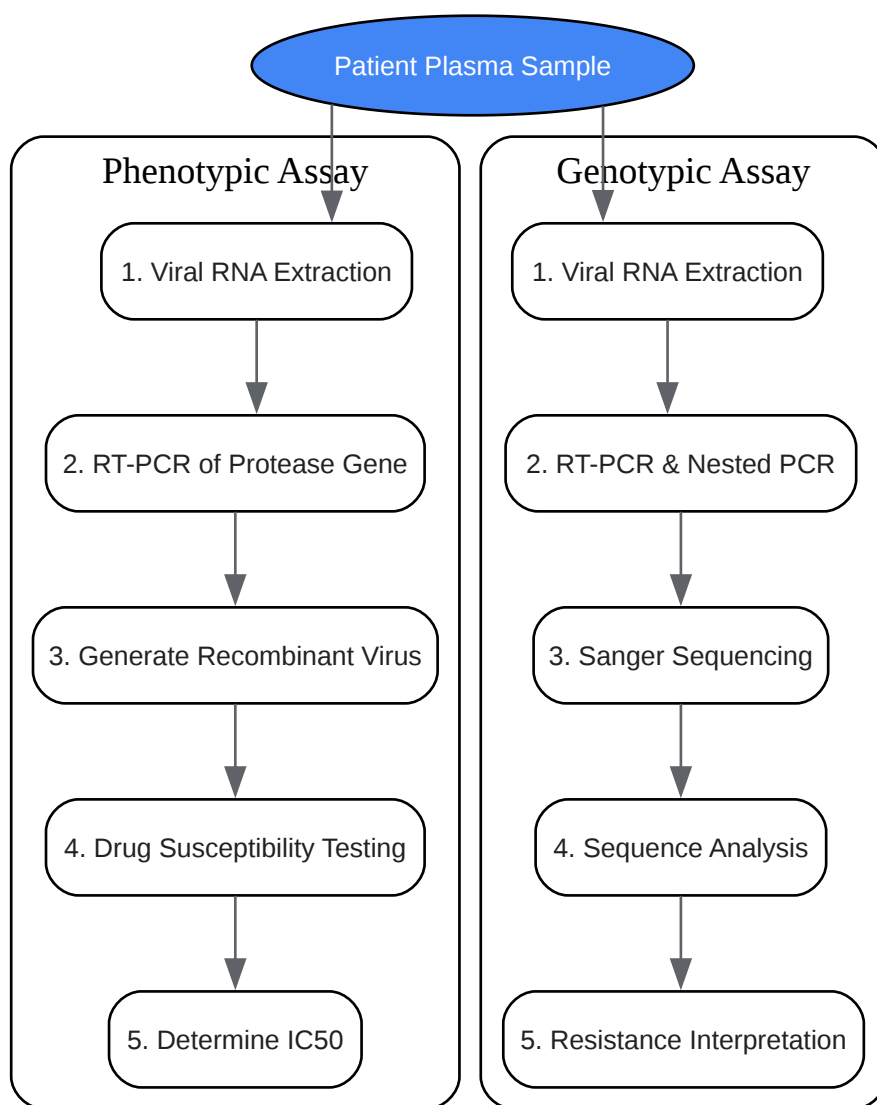 Patient Plasma Sample
Phenotypic Assay
1. Viral RNA Extraction
2. RT-PCR of Protease Gene
3. Generate Recombinant Virus
4. Drug Susceptibility Testing
5. Determine IC50
Genotypic Assay
1. Viral RNA Extraction
2. RT-PCR & Nested PCR
3. Sanger Sequencing
4. Sequence Analysis
5. Resistance Interpretation